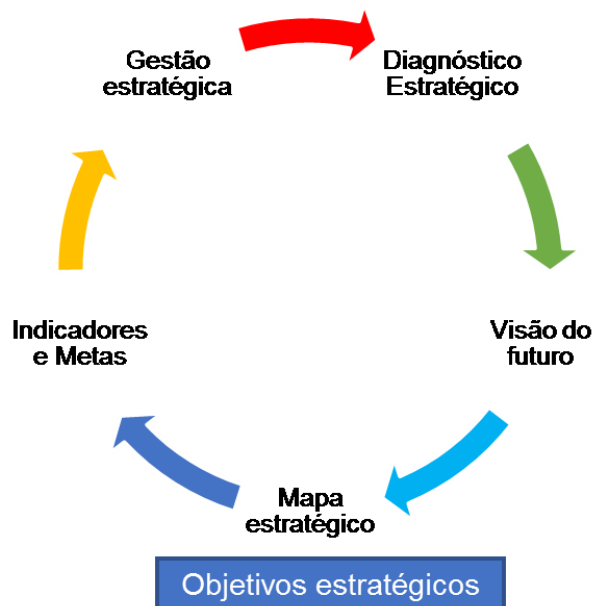 Gestão
estratégica
Diagnóstico
Estratégico
Visão do
futuro
Mapa
estratégico
Objetivos estratégicos
Indicadores
e Metas